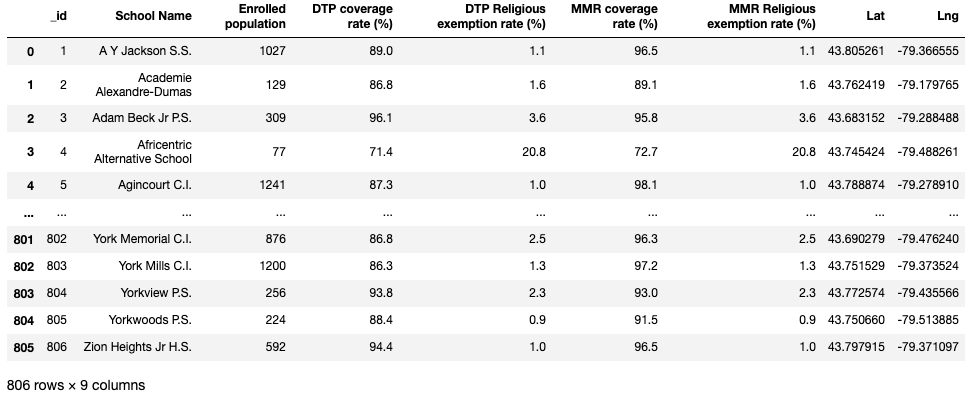 _id School Name Enrolled population DTP coverage rate (%) DTP Religious exemption rate (%) MMR coverage rate (%) MMR Religious exemption rate (%) Lat Lng
0 1 A Y Jackson S.S. 1027 89.0 1.1 96.5 1.1 43.805261 -79.366555
1 2 Academie Alexandre-Dumas 129 86.8 1.6 89.1 1.6 43.762419 -79.179765
2 3 Adam Beck Jr P.S. 309 96.1 3.6 95.8 3.6 43.683152 -79.288488
3 4 Africentric Alternative School 77 71.4 20.8 72.7 20.8 43.745424 -79.488261
4 5 Agincourt C.I. 1241 87.3 1.0 98.1 1.0 43.788874 -79.278910
... ... ... ... ... ... ... ... ... ...
801 802 York Memorial C.I. 876 86.8 2.5 96.3 2.5 43.690279 -79.476240
802 803 York Mills C.I. 1200 86.3 1.3 97.2 1.3 43.751529 -79.373524
803 804 Yorkview P.S. 256 93.8 2.3 93.0 2.3 43.772574 -79.435566
804 805 Yorkwoods P.S. 224 88.4 0.9 91.5 0.9 43.750660 -79.513885
805 806 Zion Heights Jr H.S. 592 94.4 1.0 96.5 1.0 43.797915 -79.371097
806 rows × 9 columns